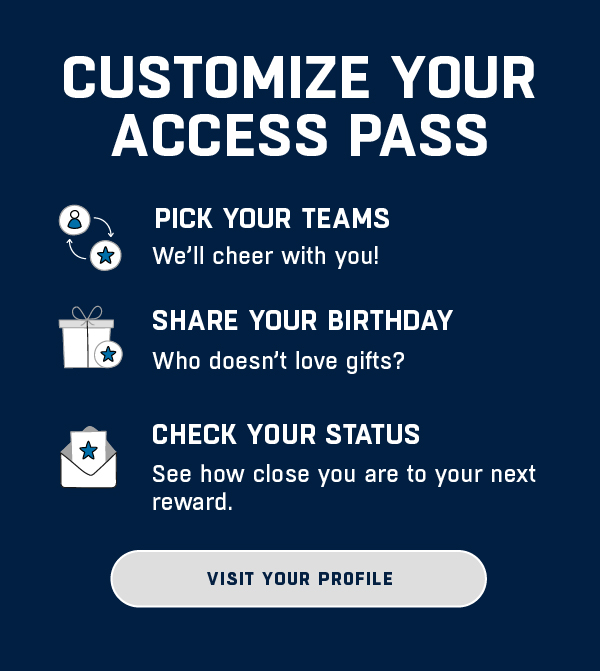 CUSTOMIZE YOUR
ACCESS PASS
PICK YOUR TEAMS
We’ll cheer with you!
SHARE YOUR BIRTHDAY
Who doesn’t love gifts?
CHECK YOUR STATUS
See how close you are to your next
reward.
VISIT YOUR PROFILE